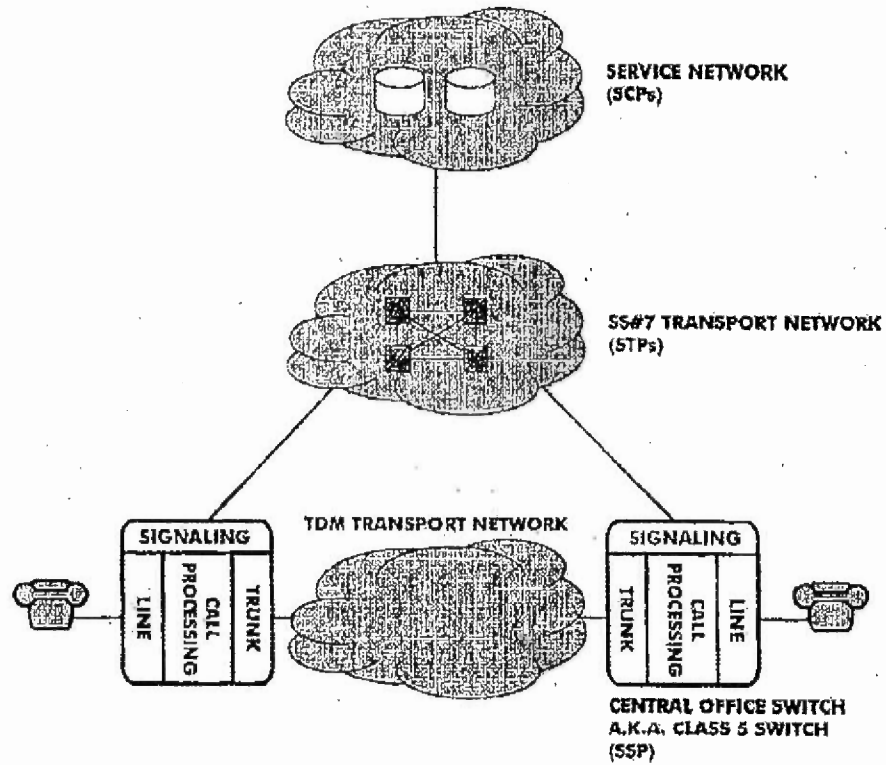 SERVICE NETWORK
(SCPs)
SS#7 TRANSPORT NETWORK
(STPs)
TDM TRANSPORT NETWORK
SIGNALING
LINE
CALL
PROCESSING
TRUNK
SIGNALING
TRUNK
CALL
PROCESSING
LINE
CENTRAL OFFICE SWITCH
A.K.A. CLASS 5 SWITCH
(SSP)